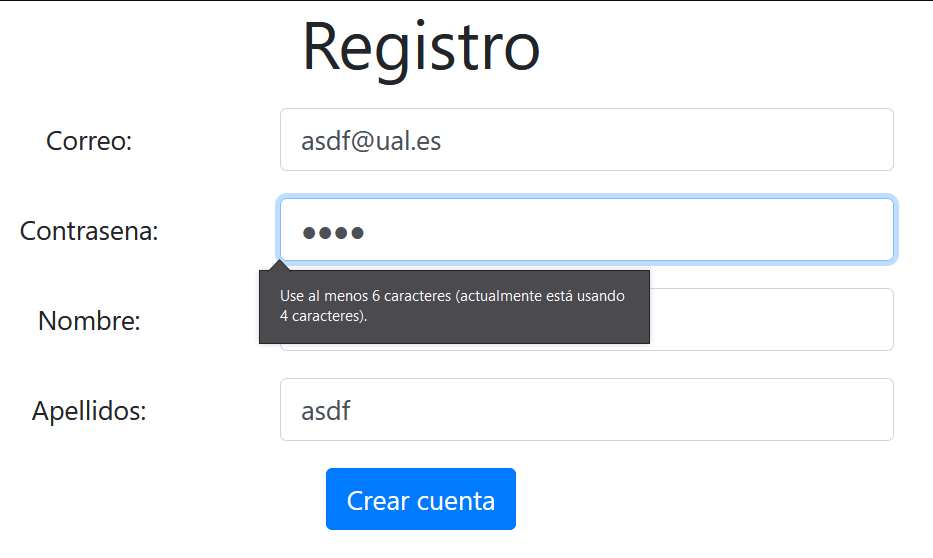 Registro
Correo:
asdf@ual.es
Contrasena:
●●●●
Use al menos 6 caracteres (actualmente está usando
4 caracteres).
Nombre:
Apellidos:
asdf
Crear cuenta